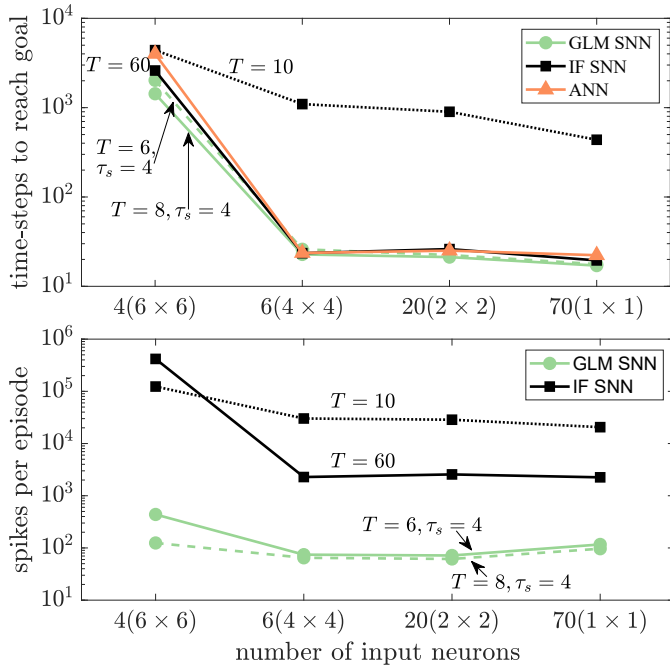 time-steps to reach goal
10^4
10^3
10^2
10^1
GLM SNN
IF SNN
ANN
T = 60
T = 10
T = 6,
τ_s = 4
T = 8, τ_s = 4
4(6 × 6)
6(4 × 4)
20(2 × 2)
70(1 × 1)
spikes per episode
10^6
10^5
10^4
10^3
10^2
10^1
GLM SNN
IF SNN
T = 10
T = 60
T = 6, τ_s = 4
T = 8, τ_s = 4
4(6 × 6)
6(4 × 4)
20(2 × 2)
70(1 × 1)
number of input neurons